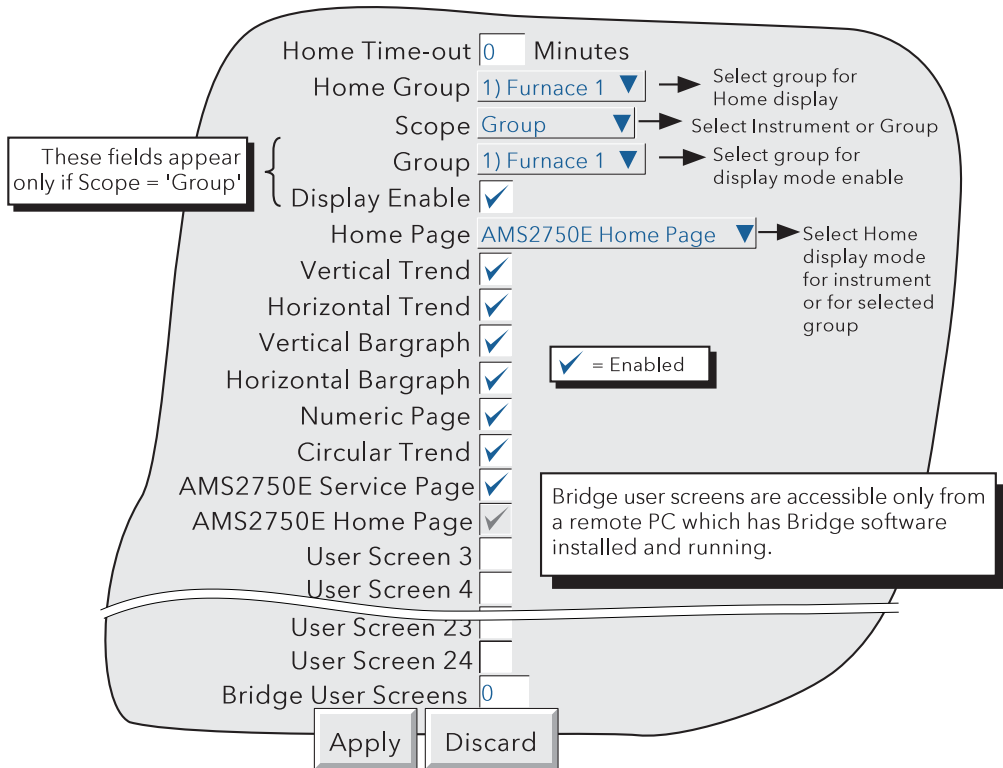 Home Time-out 0 Minutes
Home Group 1) Furnace 1
Select group for
Home display
Scope Group
Select Instrument or Group
These fields appear
only if Scope = 'Group'
Group 1) Furnace 1
Select group for
display mode enable
Display Enable
Home Page AMS2750E Home Page
Select Home
display mode
for instrument
or for selected
group
Vertical Trend
Horizontal Trend
Vertical Bargraph
= Enabled
Horizontal Bargraph
Numeric Page
Circular Trend
AMS2750E Service Page
AMS2750E Home Page
Bridge user screens are accessible only from
a remote PC which has Bridge software
installed and running.
User Screen 3
User Screen 4
User Screen 23
User Screen 24
Bridge User Screens 0
Apply Discard